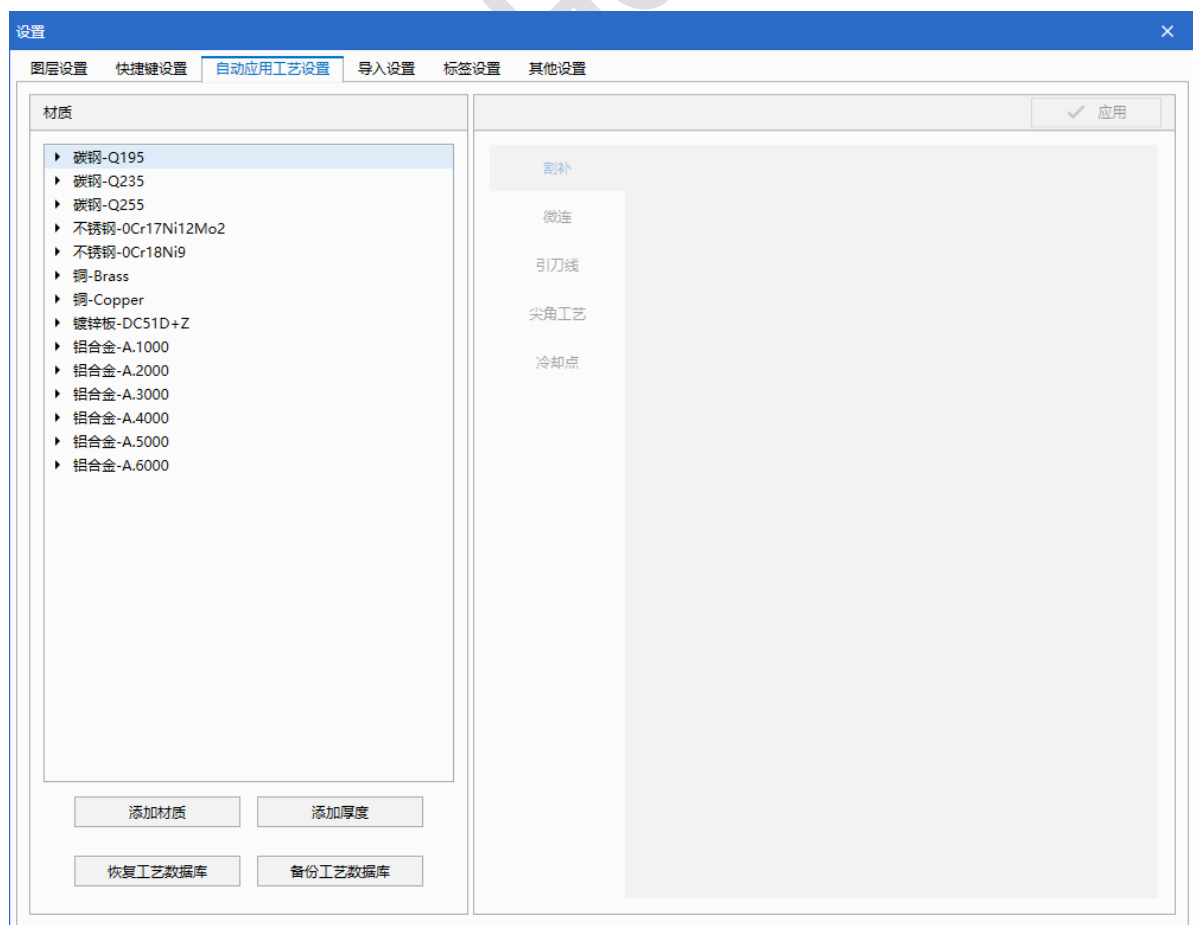 设置
图层设置 快捷键设置 自动应用工艺设置 导入设置 标签设置 其他设置
材质
应用
碳钢-Q195
碳钢-Q235
碳钢-Q255
不锈钢-0Cr17Ni12Mo2
不锈钢-0Cr18Ni9
铜-Brass
铜-Copper
镀锌板-DC51D+Z
铝合金-A.1000
铝合金-A.2000
铝合金-A.3000
铝合金-A.4000
铝合金-A.5000
铝合金-A.6000
割补
微连
引刀线
尖角工艺
冷却点
添加材质 添加厚度
恢复工艺数据库 备份工艺数据库